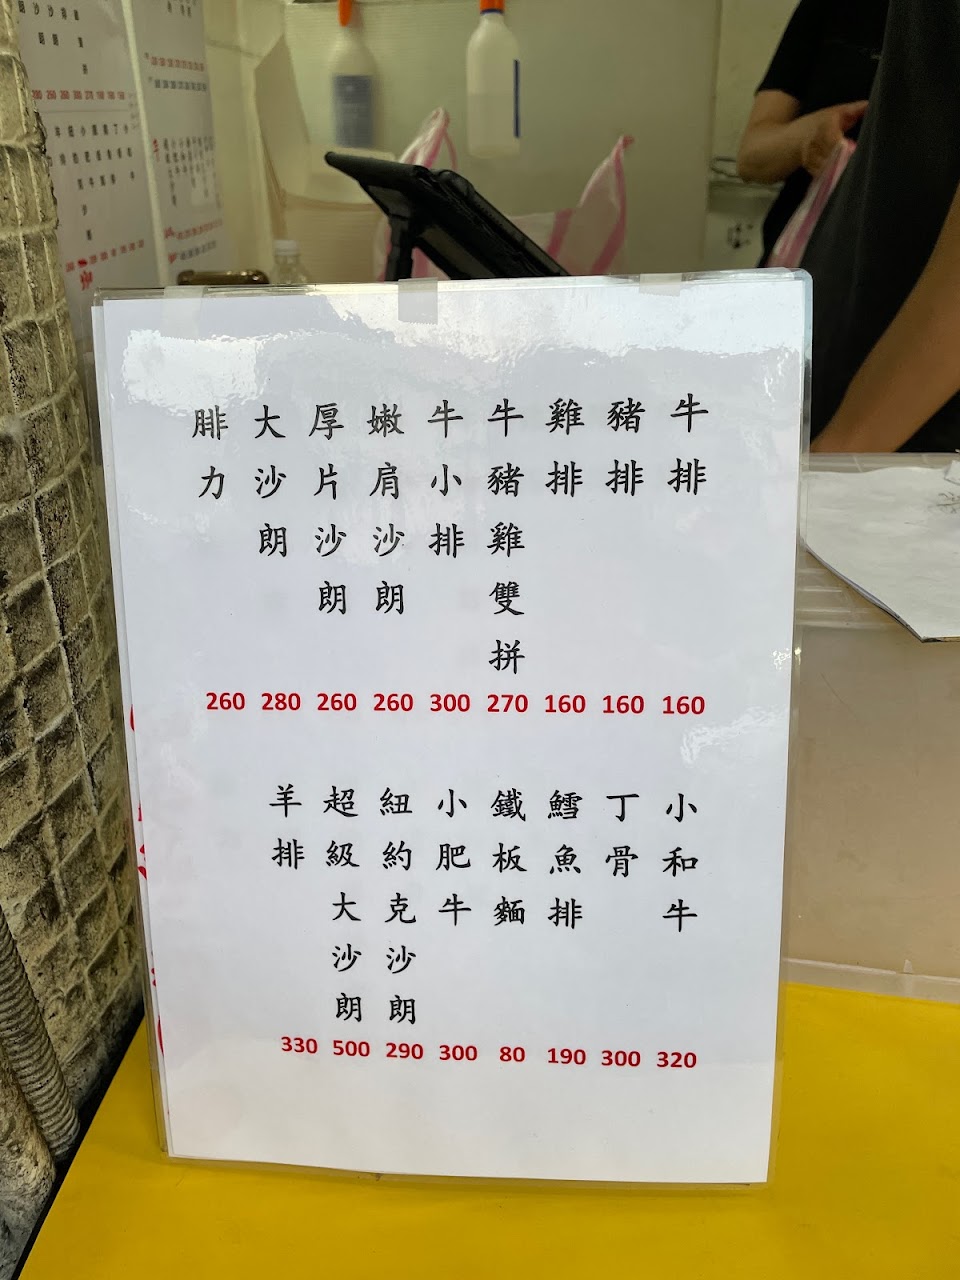 牛排 160
豬排 160
雞排 160
牛豬雞雙拼 270
牛小排 300
嫩肩沙朗 260
厚片沙朗 260
大沙朗 280
腓力 260
小和牛 320
丁骨 300
鱈魚排 190
鐵板麵 80
小肥牛 300
紐約克沙朗 290
超級大沙朗 500
羊排 330